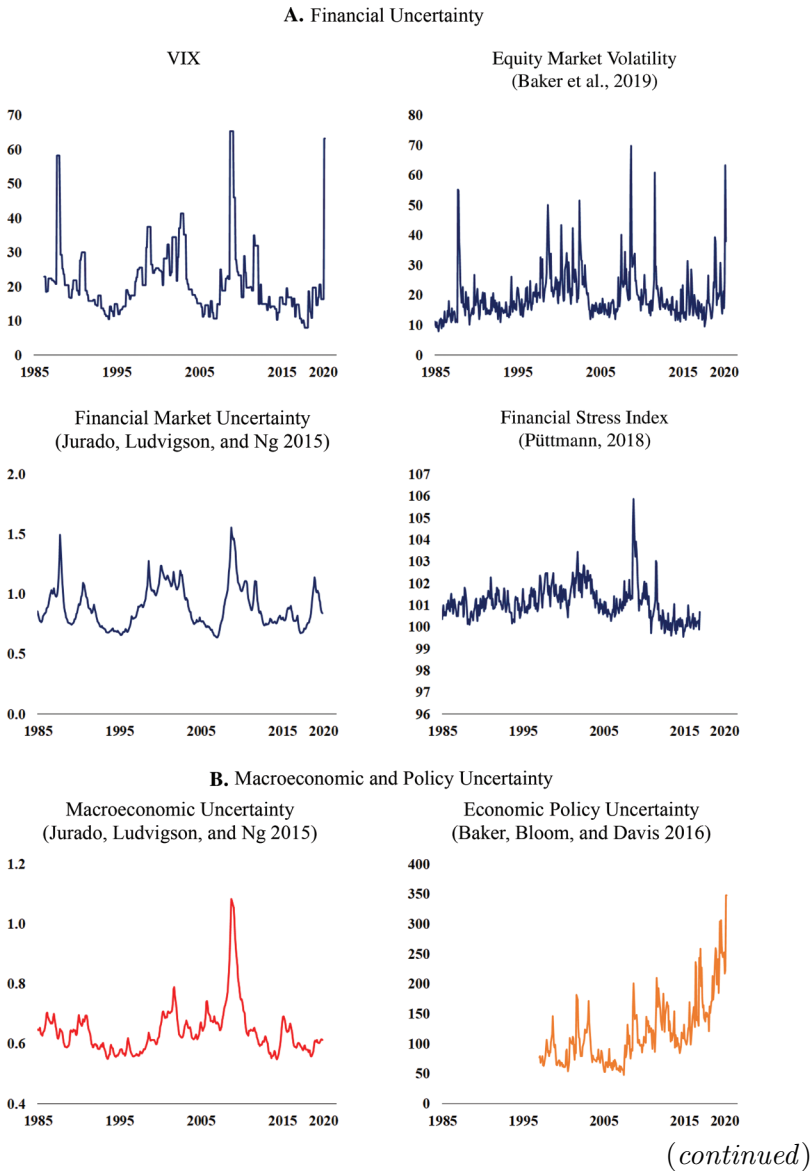 A. Financial Uncertainty
VIX
70
60
50
40
30
20
10
0
1985 1995 2005 2015 2020
Equity Market Volatility
(Baker et al., 2019)
80
70
60
50
40
30
20
10
0
1985 1995 2005 2015 2020
Financial Market Uncertainty
(Jurado, Ludvigson, and Ng 2015)
2.0
1.5
1.0
0.5
0.0
1985 1995 2005 2015 2020
Financial Stress Index
(Püttmann, 2018)
107
106
105
104
103
102
101
100
99
98
97
96
1985 1995 2005 2015 2020
B. Macroeconomic and Policy Uncertainty
Macroeconomic Uncertainty
(Jurado, Ludvigson, and Ng 2015)
1.2
1.0
0.8
0.6
0.4
1985 1995 2005 2015 2020
Economic Policy Uncertainty
(Baker, Bloom, and Davis 2016)
400
350
300
250
200
150
100
50
0
1985 1995 2005 2015 2020
(continued)